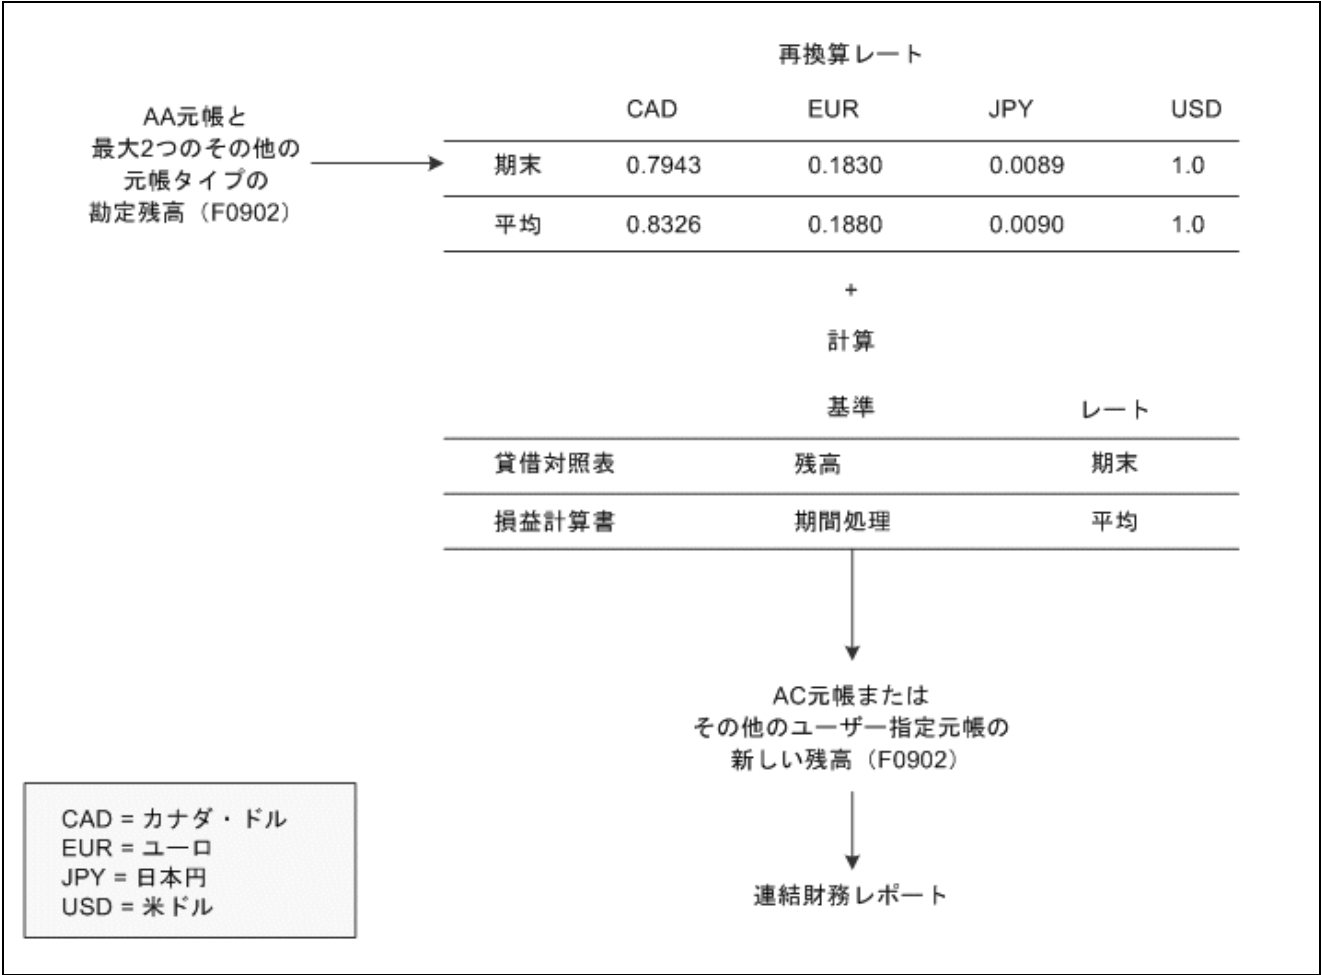 再換算レート
CAD EUR JPY USD
AA元帳と
最大2つのその他の
元帳タイプの
勘定残高（F0902）
期末 0.7943 0.1830 0.0089 1.0
平均 0.8326 0.1880 0.0090 1.0
+
計算
基準 レート
貸借対照表 残高 期末
損益計算書 期間処理 平均
AC元帳または
その他のユーザー指定元帳の
新しい残高（F0902）
連結財務レポート
CAD = カナダ・ドル
EUR = ユーロ
JPY = 日本円
USD = 米ドル